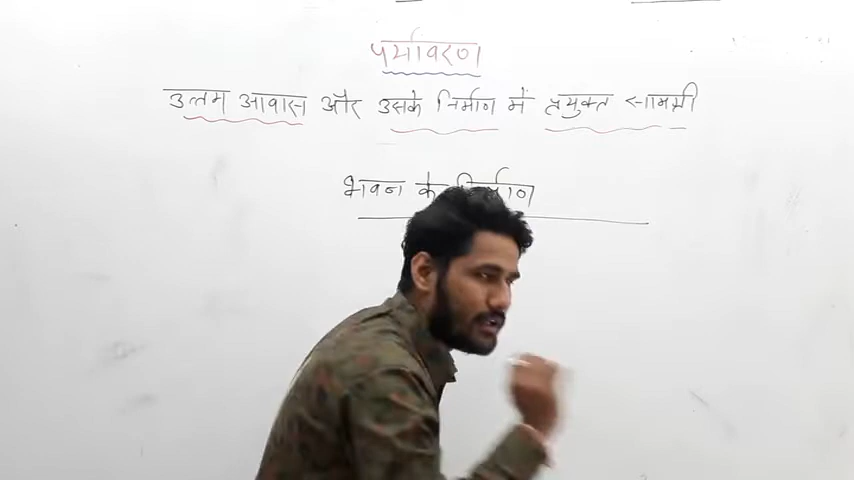 पर्यावरण
उत्तम आवास और उसके निर्माण में प्रयुक्त सामग्री
भवन के निर्माण